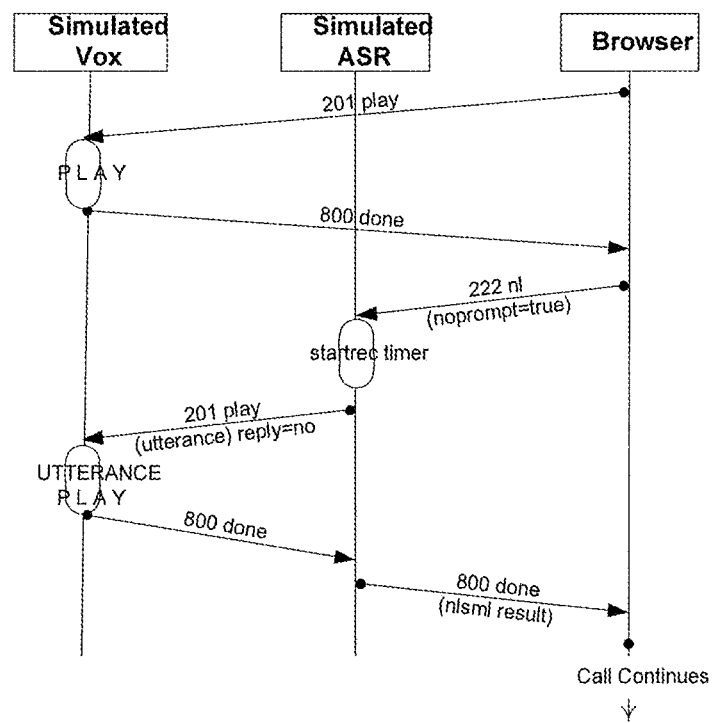 Simulated
Vox
Simulated
ASR
Browser
201 play
P L A Y
800 done
222 nl
(noprompt=true)
startrec timer
201 play
(utterance) reply=no
UTTERANCE
P L A Y
800 done
800 done
(nlsml result)
Call Continues